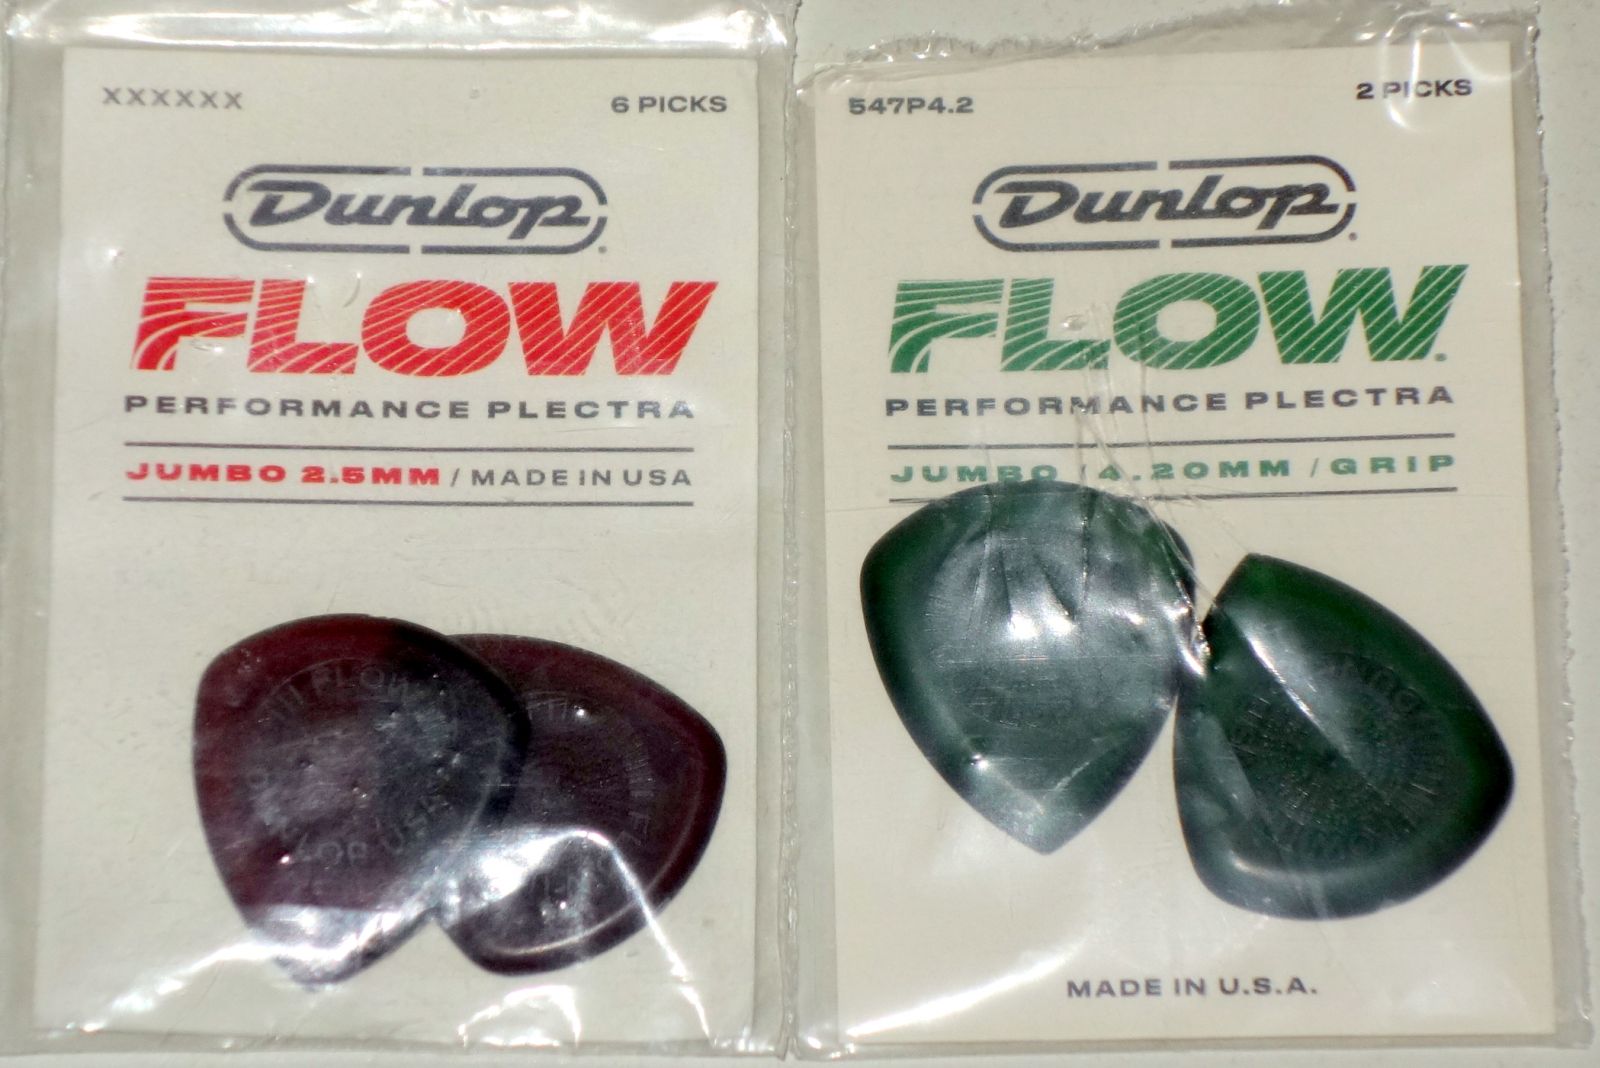 XXXXXX
6 PICKS
DUNLOP
FLOW
PERFORMANCE PLECTRA
JUMBO 2.5MM / MADE IN USA
FLOW
547P4.2
2 PICKS
DUNLOP
FLOW.
PERFORMANCE PLECTRA
JUMBO / 4.20MM / GRIP
MADE IN U.S.A.